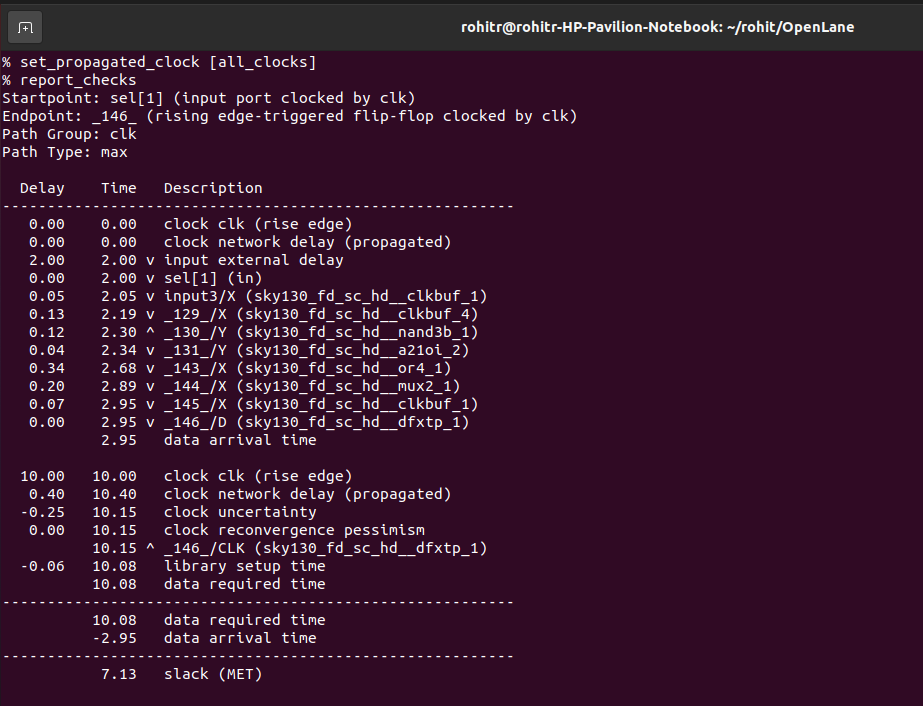 rohitr@rohitr-HP-Pavilion-Notebook: ~/rohit/OpenLane
% set_propagated_clock [all_clocks]
% report_checks
Startpoint: sel[1] (input port clocked by clk)
Endpoint: _146_ (rising edge-triggered flip-flop clocked by clk)
Path Group: clk
Path Type: max

  Delay    Time   Description
---------------------------------------------------------
   0.00    0.00   clock clk (rise edge)
   0.00    0.00   clock network delay (propagated)
   2.00    2.00 v input external delay
   0.00    2.00 v sel[1] (in)
   0.05    2.05 v input3/X (sky130_fd_sc_hd__clkbuf_1)
   0.13    2.19 v _129_/X (sky130_fd_sc_hd__clkbuf_4)
   0.12    2.30 ^ _130_/Y (sky130_fd_sc_hd__nand3b_1)
   0.04    2.34 v _131_/Y (sky130_fd_sc_hd__a21oi_2)
   0.34    2.68 v _143_/X (sky130_fd_sc_hd__or4_1)
   0.20    2.89 v _144_/X (sky130_fd_sc_hd__mux2_1)
   0.07    2.95 v _145_/X (sky130_fd_sc_hd__clkbuf_1)
   0.00    2.95 v _146_/D (sky130_fd_sc_hd__dfxtp_1)
           2.95   data arrival time

  10.00   10.00   clock clk (rise edge)
   0.40   10.40   clock network delay (propagated)
  -0.25   10.15   clock uncertainty
   0.00   10.15   clock reconvergence pessimism
          10.15 ^ _146_/CLK (sky130_fd_sc_hd__dfxtp_1)
  -0.06   10.08   library setup time
          10.08   data required time
---------------------------------------------------------
          10.08   data required time
          -2.95   data arrival time
---------------------------------------------------------
           7.13   slack (MET)